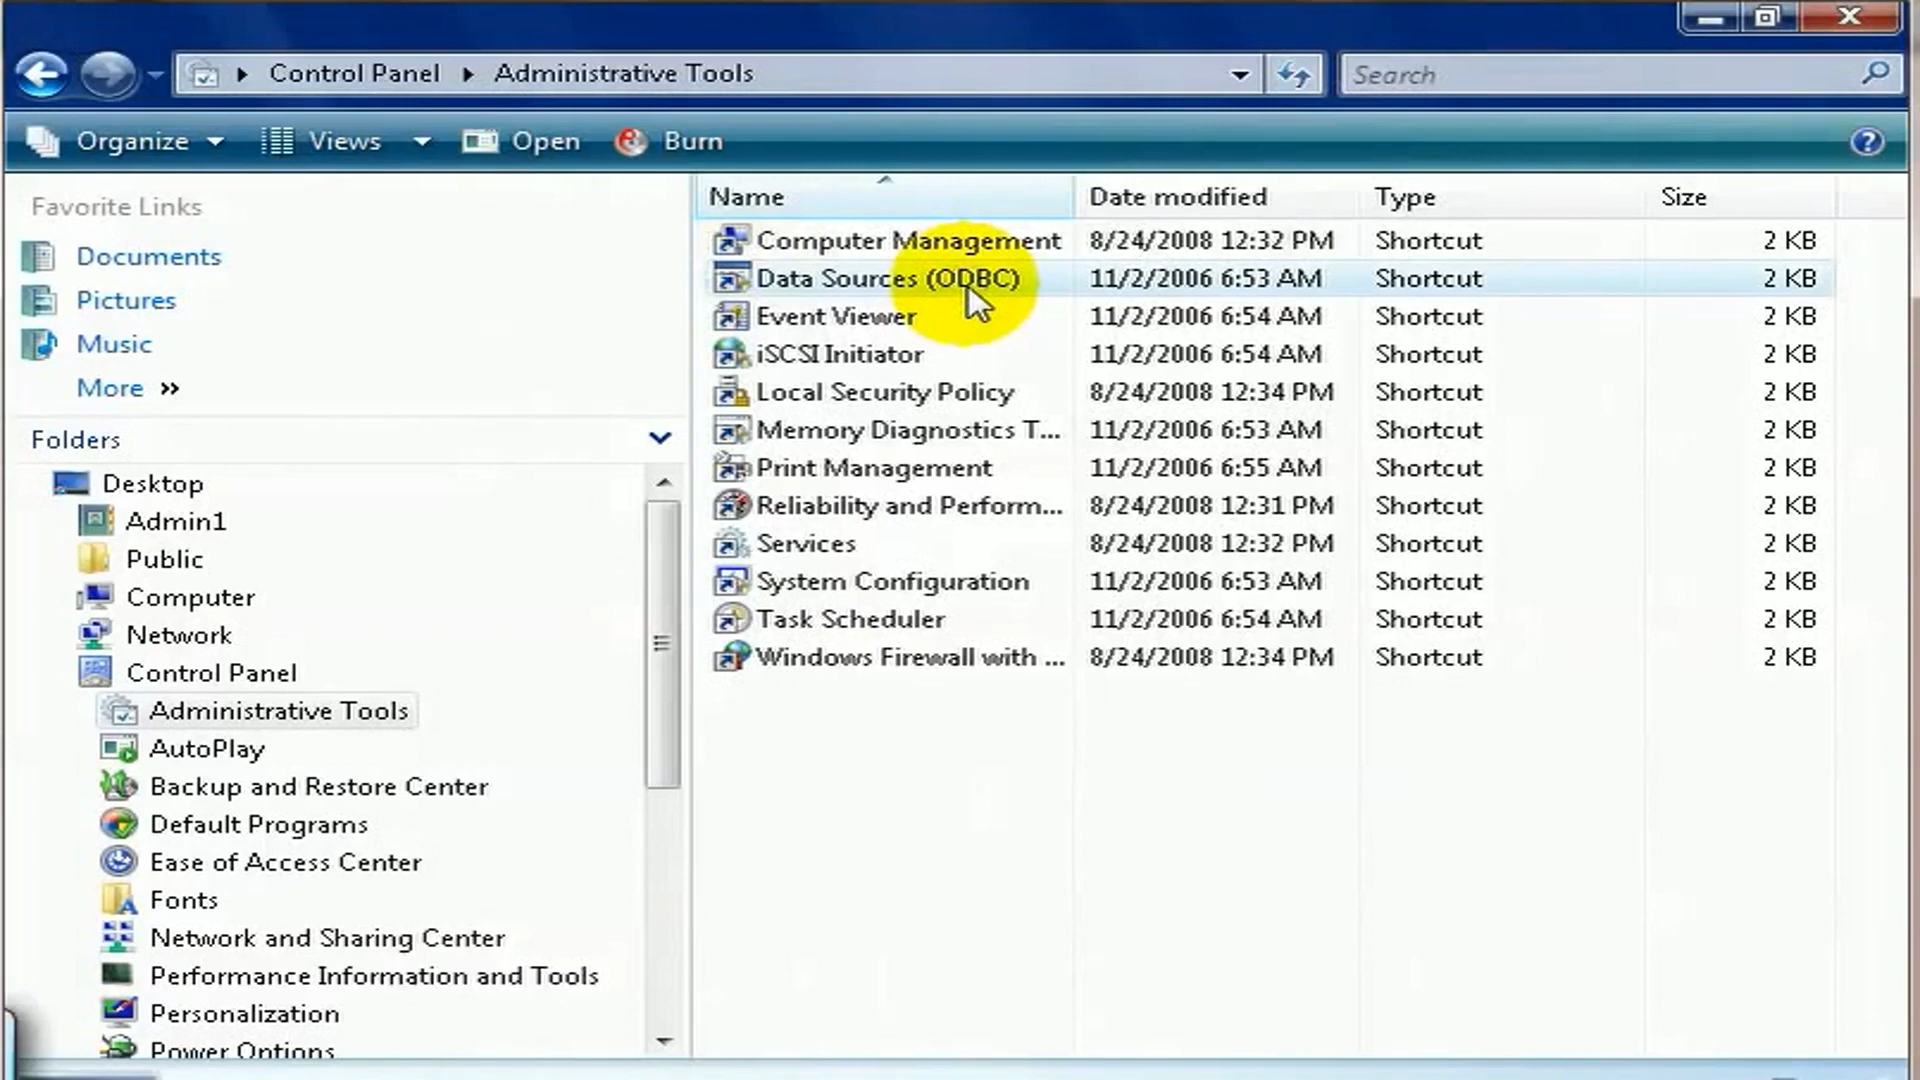 Control Panel Administrative Tools
Search
Organize Views Open Burn
Favorite Links
Documents
Pictures
Music
More
Folders
Desktop
Admin1
Public
Computer
Network
Control Panel
Administrative Tools
AutoPlay
Backup and Restore Center
Default Programs
Ease of Access Center
Fonts
Network and Sharing Center
Performance Information and Tools
Personalization
Power Options
Name Date modified Type Size
Computer Management 8/24/2008 12:32 PM Shortcut 2 KB
Data Sources (ODBC) 11/2/2006 6:53 AM Shortcut 2 KB
Event Viewer 11/2/2006 6:54 AM Shortcut 2 KB
iSCSI Initiator 11/2/2006 6:54 AM Shortcut 2 KB
Local Security Policy 8/24/2008 12:34 PM Shortcut 2 KB
Memory Diagnostics T... 11/2/2006 6:53 AM Shortcut 2 KB
Print Management 11/2/2006 6:55 AM Shortcut 2 KB
Reliability and Perform... 8/24/2008 12:31 PM Shortcut 2 KB
Services 8/24/2008 12:32 PM Shortcut 2 KB
System Configuration 11/2/2006 6:53 AM Shortcut 2 KB
Task Scheduler 11/2/2006 6:54 AM Shortcut 2 KB
Windows Firewall with ... 8/24/2008 12:34 PM Shortcut 2 KB